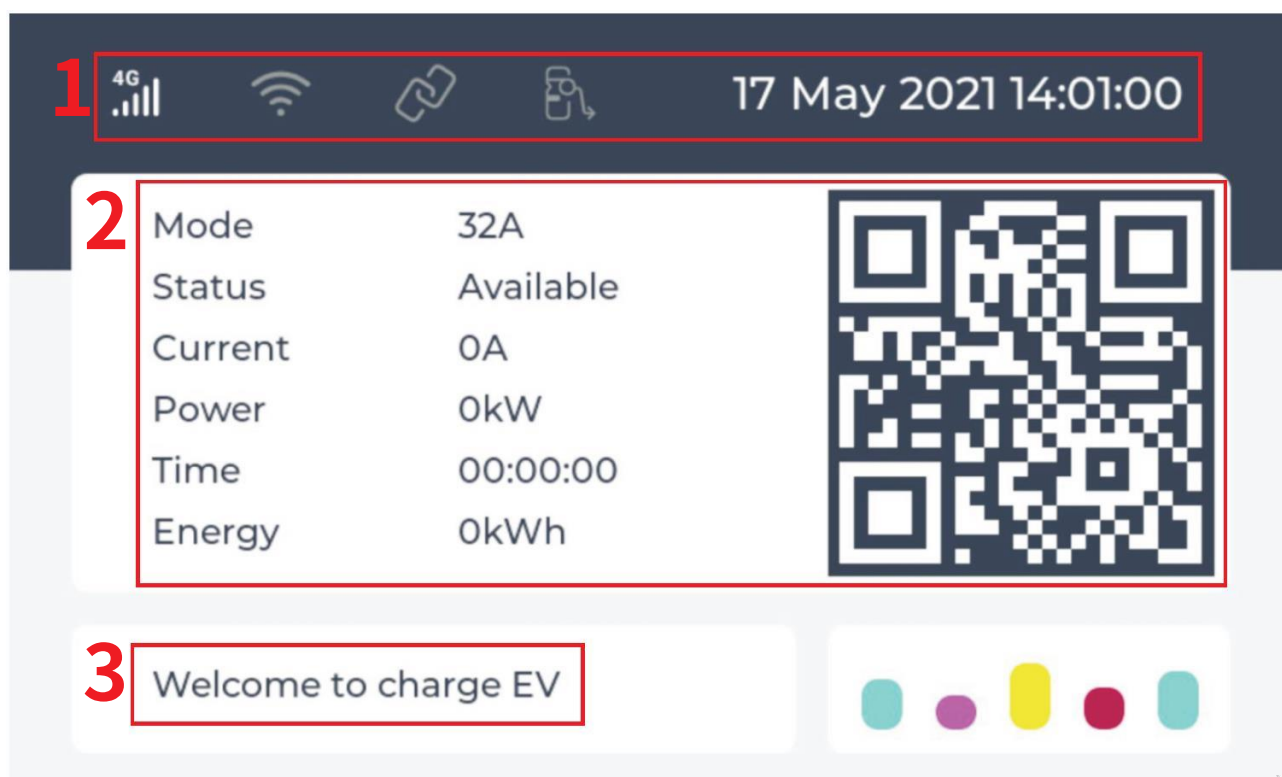 1 4G 17 May 2021 14:01:00
2
Mode 32A
Status Available
Current 0A
Power 0kW
Time 00:00:00
Energy 0kWh
3 Welcome to charge EV